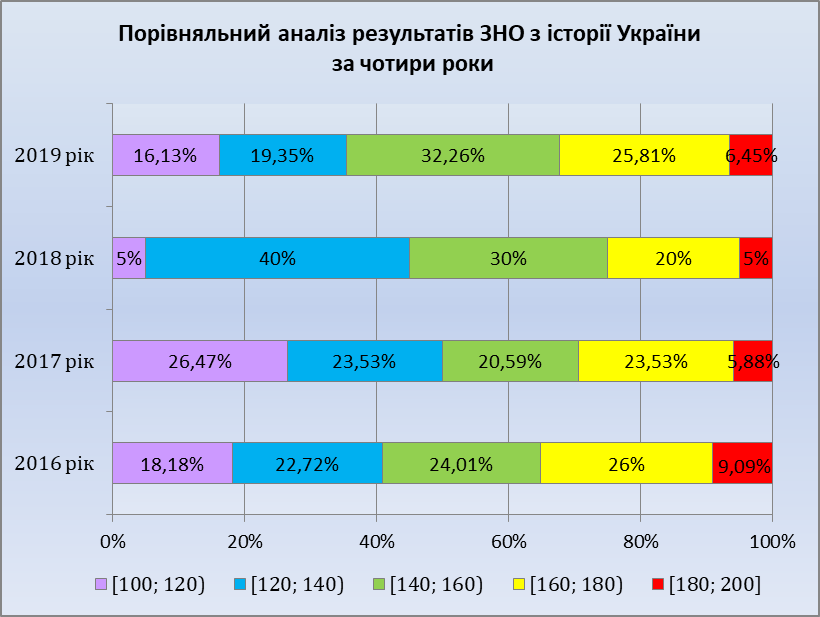 Порівняльний аналіз результатів ЗНО з історії України
за чотири роки
2019 рік 16,13% 19,35% 32,26% 25,81% 6,45%
2018 рік 5% 40% 30% 20% 5%
2017 рік 26,47% 23,53% 20,59% 23,53% 5,88%
2016 рік 18,18% 22,72% 24,01% 26% 9,09%
0% 20% 40% 60% 80% 100%
[100; 120) [120; 140) [140; 160) [160; 180) [180; 200]